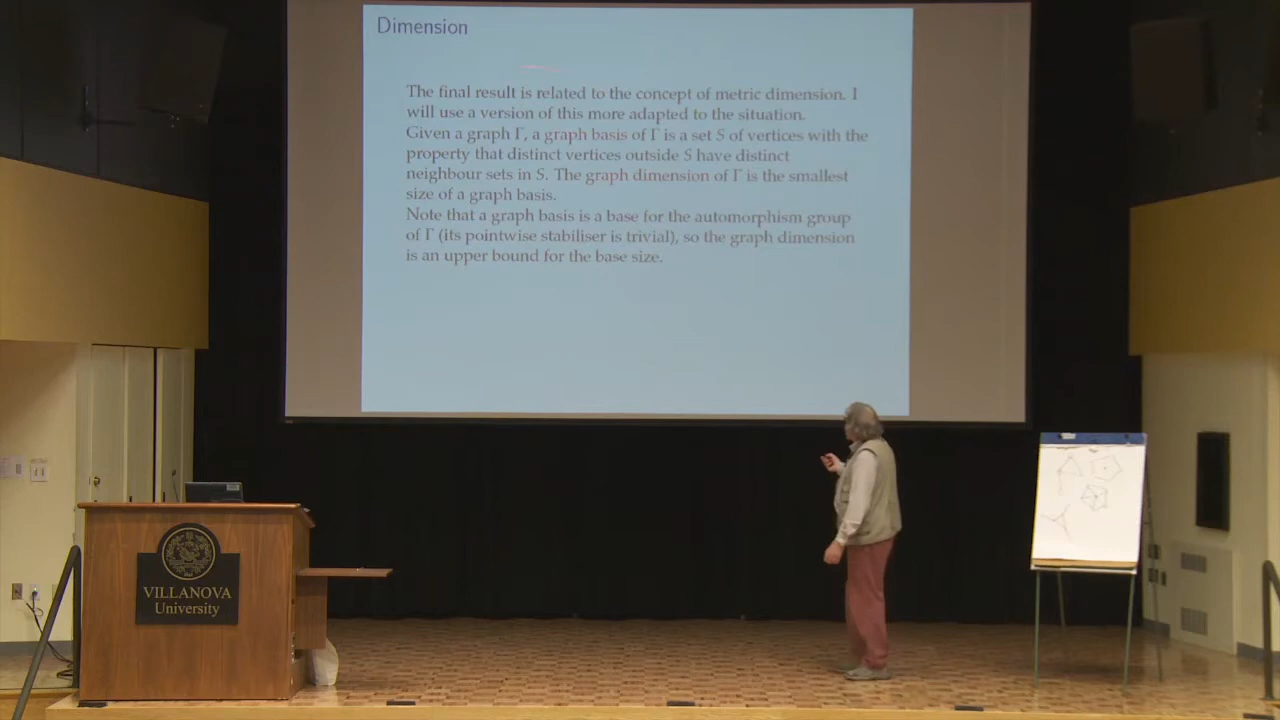 Dimension
The final result is related to the concept of metric dimension. I
will use a version of this more adapted to the situation.
Given a graph Γ, a graph basis of Γ is a set S of vertices with the
property that distinct vertices outside S have distinct
neighbour sets in S. The graph dimension of Γ is the smallest
size of a graph basis.
Note that a graph basis is a base for the automorphism group
of Γ (its pointwise stabiliser is trivial), so the graph dimension
is an upper bound for the base size.
VILLANOVA
University